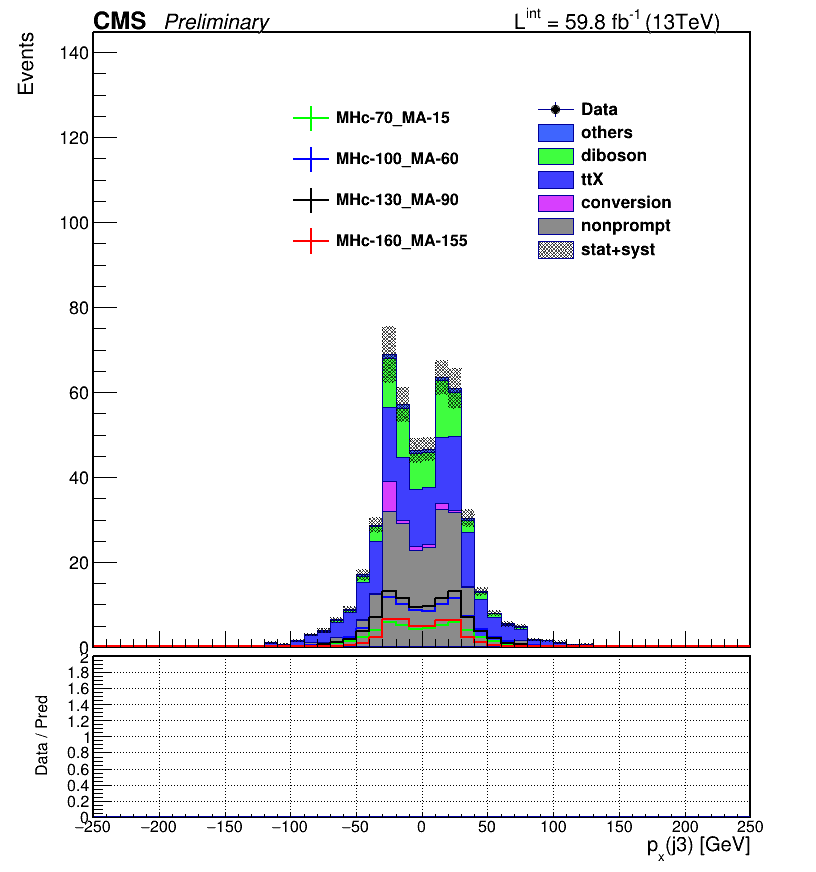 CMS Preliminary L^int = 59.8 fb^-1 (13TeV)
Events
140
120
100
80
60
40
20
0
MHc-70_MA-15
MHc-100_MA-60
MHc-130_MA-90
MHc-160_MA-155
Data
others
diboson
ttX
conversion
nonprompt
stat+syst
Data / Pred
2
1.8
1.6
1.4
1.2
1
0.8
0.6
0.4
0.2
0
−250 −200 −150 −100 −50 0 50 100 150 200 250
p_x(j3) [GeV]